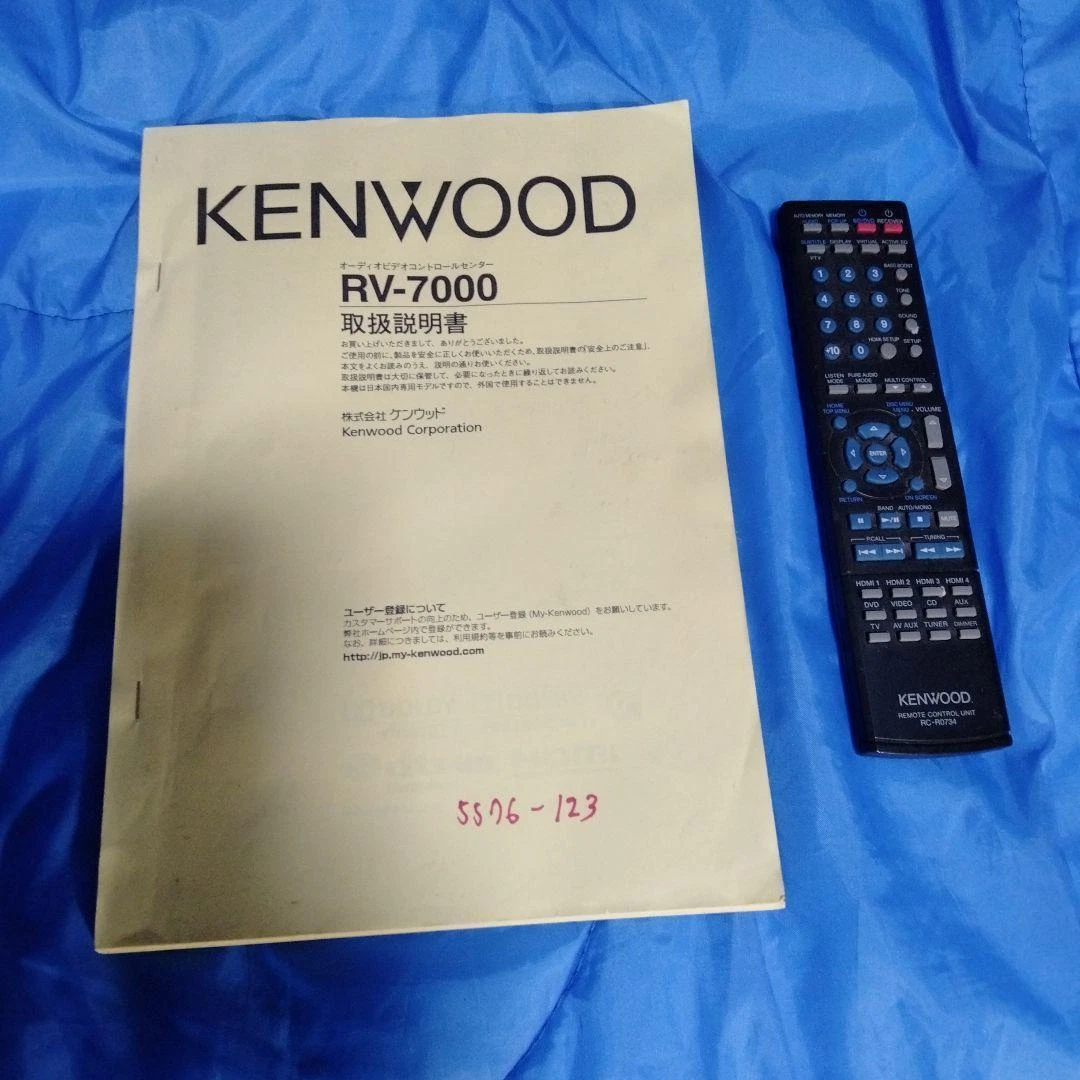 KENWOOD
オーディオビデオコントロールセンター
RV-7000
取扱説明書
お買い上げいただきまして、ありがとうございました。
ご使用の前に、製品を安全に正しくお使いいただくため、取扱説明書の「安全上のご注意」、
本文をよくお読みのうえ、説明の通りお使いください。
取扱説明書は大切に保管して、必要になったときに繰り返してお読みください。
本機は日本国内専用モデルですので、外国で使用することはできません。
株式会社 ケンウッド
Kenwood Corporation
ユーザー登録について
カスタマーサポートの向上のため、ユーザー登録 (My-Kenwood) をお願いしています。
弊社ホームページ内で登録ができます。
なお、詳細につきましては、利用規約等を事前にお読みください。
http://jp.my-kenwood.com
5576-123
AUTO MEMORY MEMORY
AUDIO POP UP BD/DVD RECEIVER
SUBTITLE DISPLAY VIRTUAL ACTIVE EQ
PTV
BASS BOOST
1 2 3
TONE
4 5 6
SOUND
7 8 9
HDMI SETUP SETUP
+10 0
LISTEN MODE PURE AUDIO MODE MULTI CONTROL
HOME TOP MENU DISC MENU MENU VOLUME
ENTER
RETURN ON SCREEN
BAND AUTO/MONO
MUTE
P.CALL TUNING
HDMI 1 HDMI 2 HDMI 3 HDMI 4
DVD VIDEO CD AUX
TV AV AUX TUNER DIMMER
KENWOOD
REMOTE CONTROL UNIT
RC-R0734